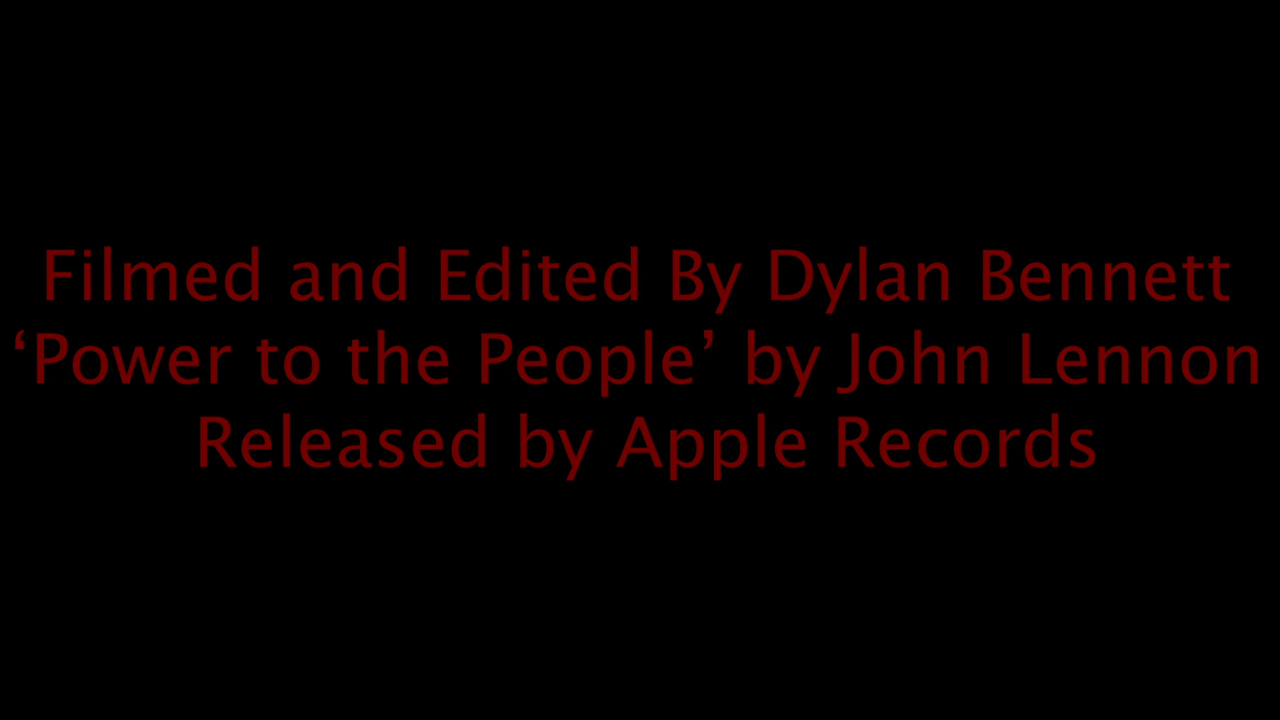 Filmed and Edited By Dylan Bennett
‘Power to the People’ by John Lennon
Released by Apple Records